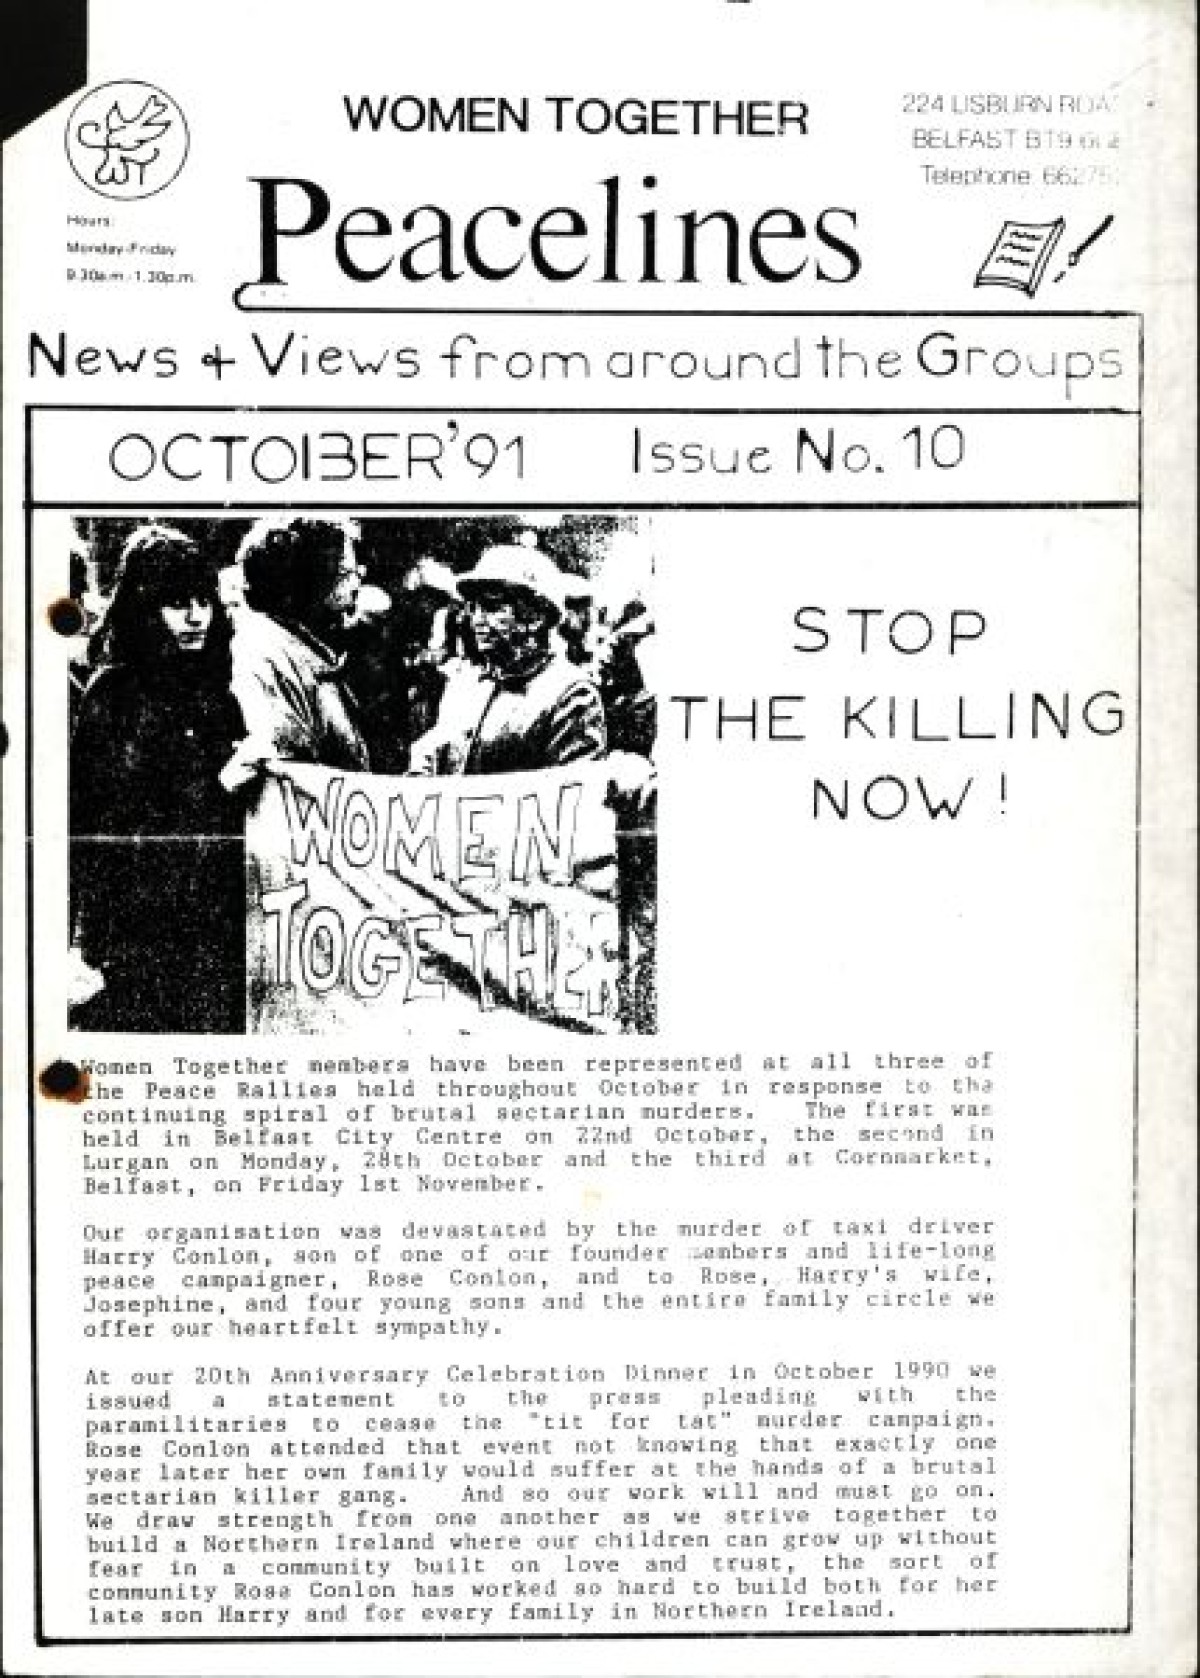 WOMEN TOGETHER
224 LISBURN ROAD
BELFAST BT9
Telephone
WT
Hours:
Monday-Friday
9.30a.m.-1.30p.m.
Peacelines
News & Views from around the Groups
OCTOBER'91 Issue No. 10
STOP
THE KILLING
NOW!
WOMEN
TOGETHER
Women Together members have been represented at all three of
the Peace Rallies held throughout October in response to the
continuing spiral of brutal sectarian murders. The first was
held in Belfast City Centre on 22nd October, the second in
Lurgan on Monday, 28th October and the third at Cornmarket,
Belfast, on Friday 1st November.
Our organisation was devastated by the murder of taxi driver
Harry Conlon, son of one of our founder members and life-long
peace campaigner, Rose Conlon, and to Rose, Harry's wife,
Josephine, and four young sons and the entire family circle we
offer our heartfelt sympathy.
At our 20th Anniversary Celebration Dinner in October 1990 we
issued a statement to the press pleading with the
paramilitaries to cease the "tit for tat" murder campaign.
Rose Conlon attended that event not knowing that exactly one
year later her own family would suffer at the hands of a brutal
sectarian killer gang. And so our work will and must go on.
We draw strength from one another as we strive together to
build a Northern Ireland where our children can grow up without
fear in a community built on love and trust, the sort of
community Rose Conlon has worked so hard to build both for her
late son Harry and for every family in Northern Ireland.